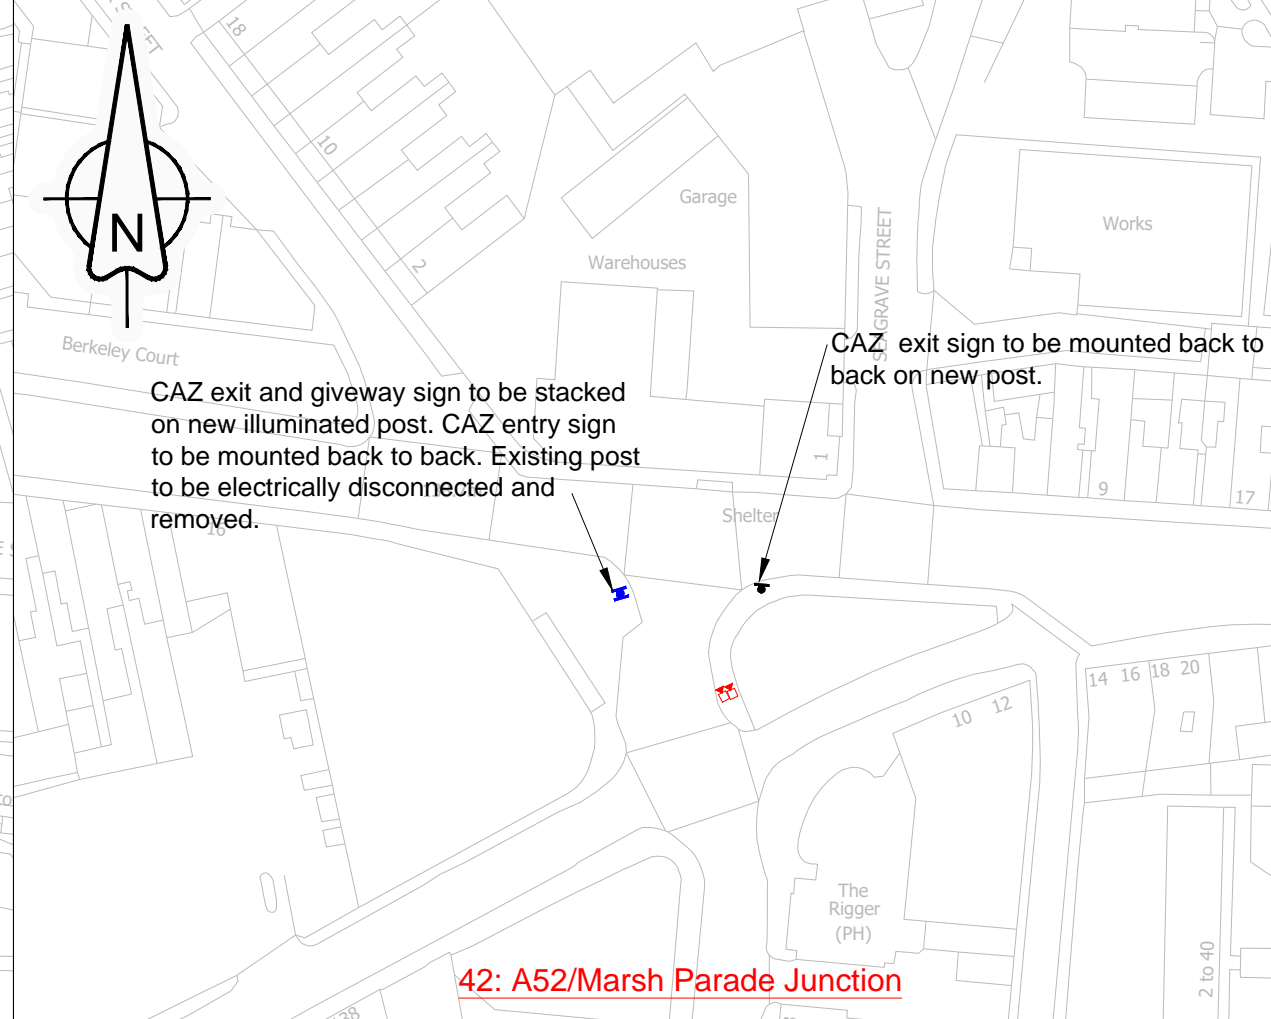 18
10
2
N
Garage
Warehouses
SEAGRAVE STREET
Works
Berkeley Court
CAZ exit sign to be mounted back to
back on new post.
CAZ exit and giveway sign to be stacked
on new illuminated post. CAZ entry sign
to be mounted back to back. Existing post
to be electrically disconnected and
removed.
1
9
17
Shelter
16
14 16 18 20
10 12
The
Rigger
(PH)
2 to 40
42: A52/Marsh Parade Junction
38